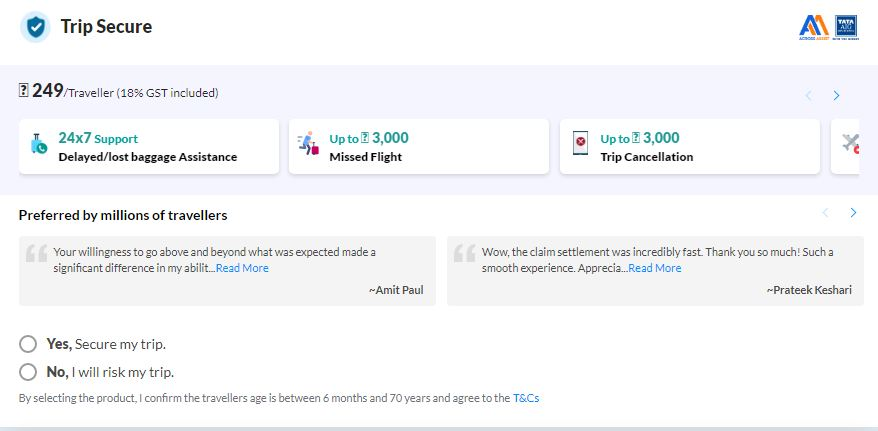 Trip Secure
ACROSS ASSIST
TATA
AIG
249/Traveller (18% GST included)
24x7 Support
Delayed/lost baggage Assistance
Up to 3,000
Missed Flight
Up to 3,000
Trip Cancellation
Preferred by millions of travellers
Your willingness to go above and beyond what was expected made a
significant difference in my abilit...Read More
~Amit Paul
Wow, the claim settlement was incredibly fast. Thank you so much! Such a
smooth experience. Apprecia...Read More
~Prateek Keshari
Yes, Secure my trip.
No, I will risk my trip.
By selecting the product, I confirm the travellers age is between 6 months and 70 years and agree to the T&Cs